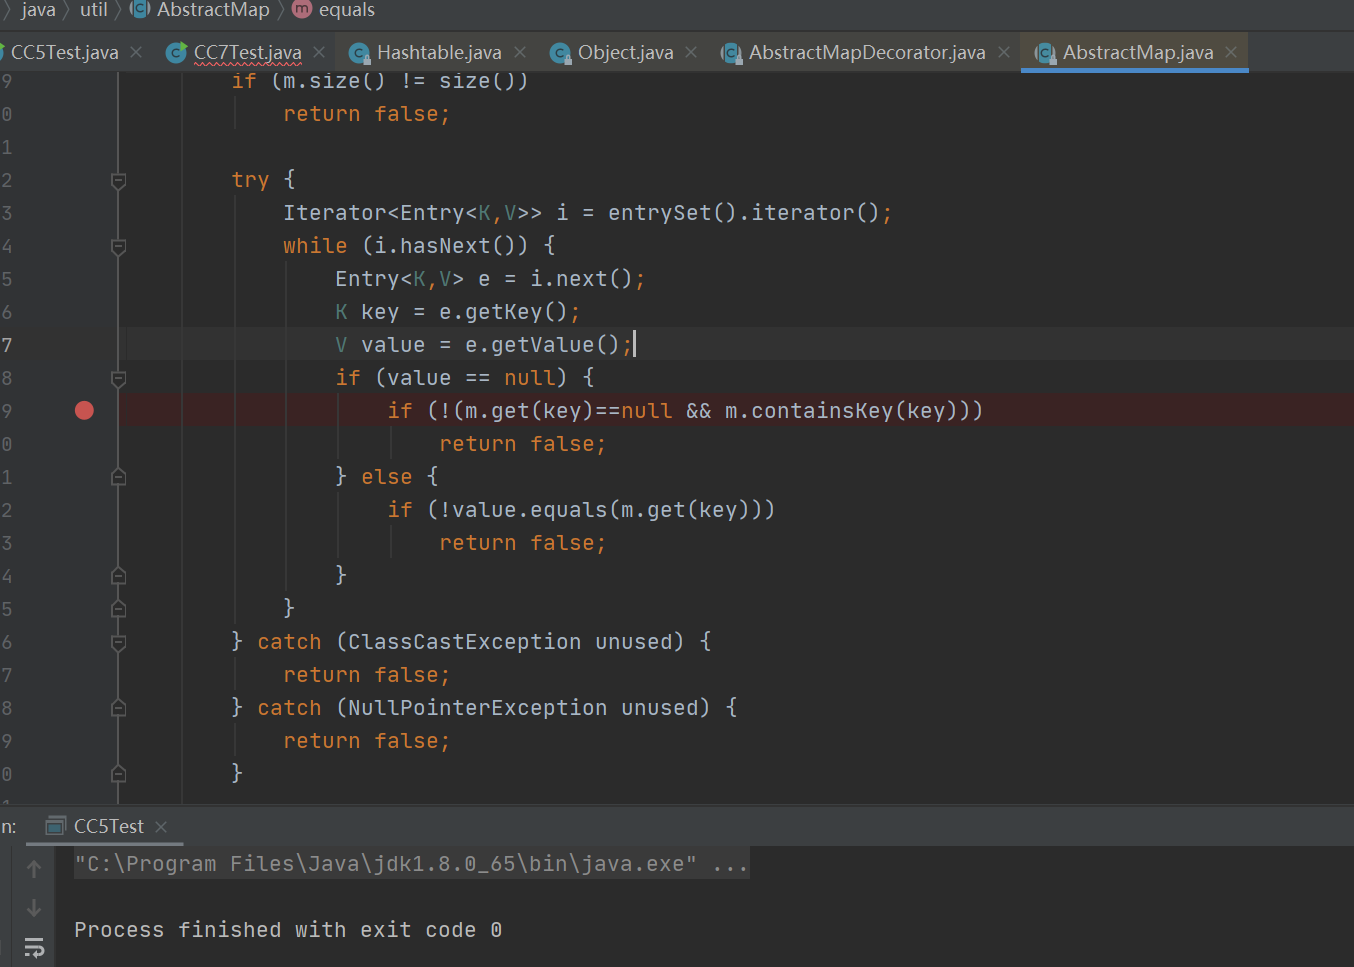 java > util > AbstractMap > m equals
CC5Test.java × C CC7Test.java × C Hashtable.java × C Object.java × C AbstractMapDecorator.java × C AbstractMap.java ×
9 if (m.size() != size())
0 return false;
1
2 try {
3 Iterator<Entry<K,V>> i = entrySet().iterator();
4 while (i.hasNext()) {
5 Entry<K,V> e = i.next();
6 K key = e.getKey();
7 V value = e.getValue();
8 if (value == null) {
9 if (!(m.get(key)==null && m.containsKey(key)))
0 return false;
1 } else {
2 if (!value.equals(m.get(key)))
3 return false;
4 }
5 }
6 } catch (ClassCastException unused) {
7 return false;
8 } catch (NullPointerException unused) {
9 return false;
0 }
n: CC5Test ×
"C:\Program Files\Java\jdk1.8.0_65\bin\java.exe" ...
Process finished with exit code 0